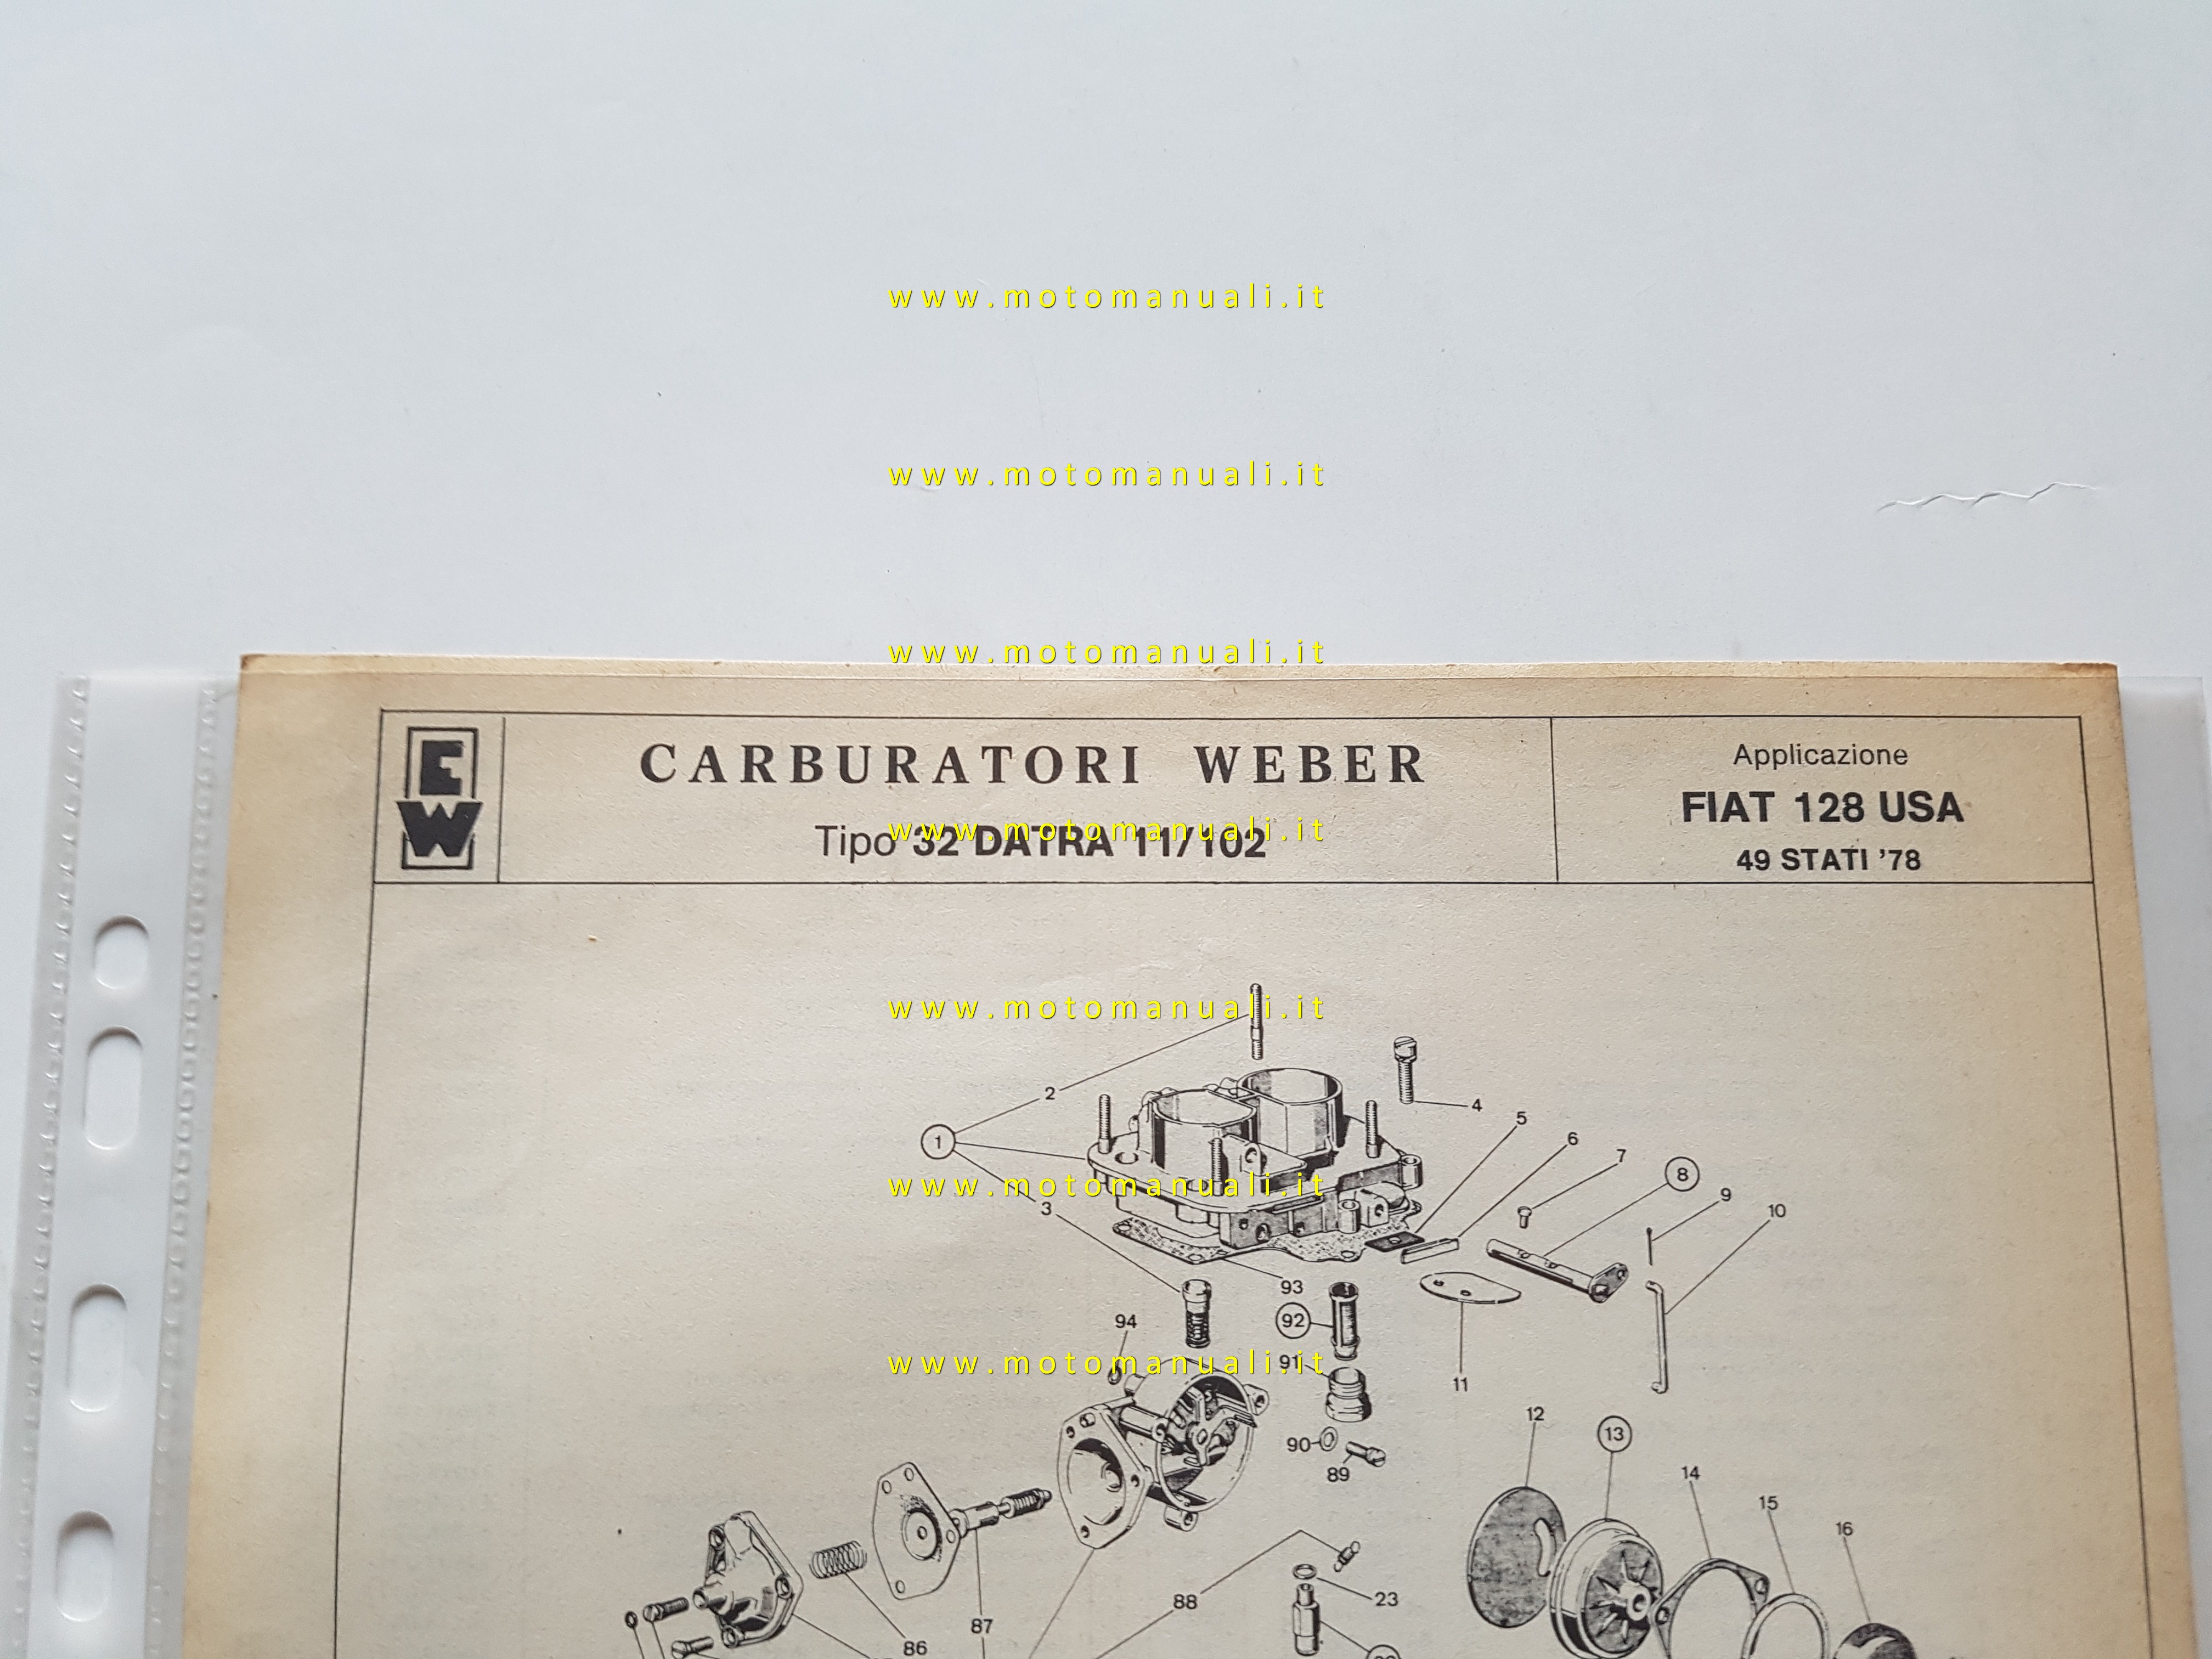 www.motomanuali.it
www.motomanuali.it
www.motomanuali.it
EW
CARBURATORI WEBER
Tipo 32 DATRA 11/102
www.motomanuali.it
Applicazione
FIAT 128 USA
49 STATI '78
www.motomanuali.it
2
4
5
1
6
7
8
www.motomanuali.it
9
3
10
93
94
92
91
www.motomanuali.it
11
12
13
90
89
14
15
16
88
23
87
86